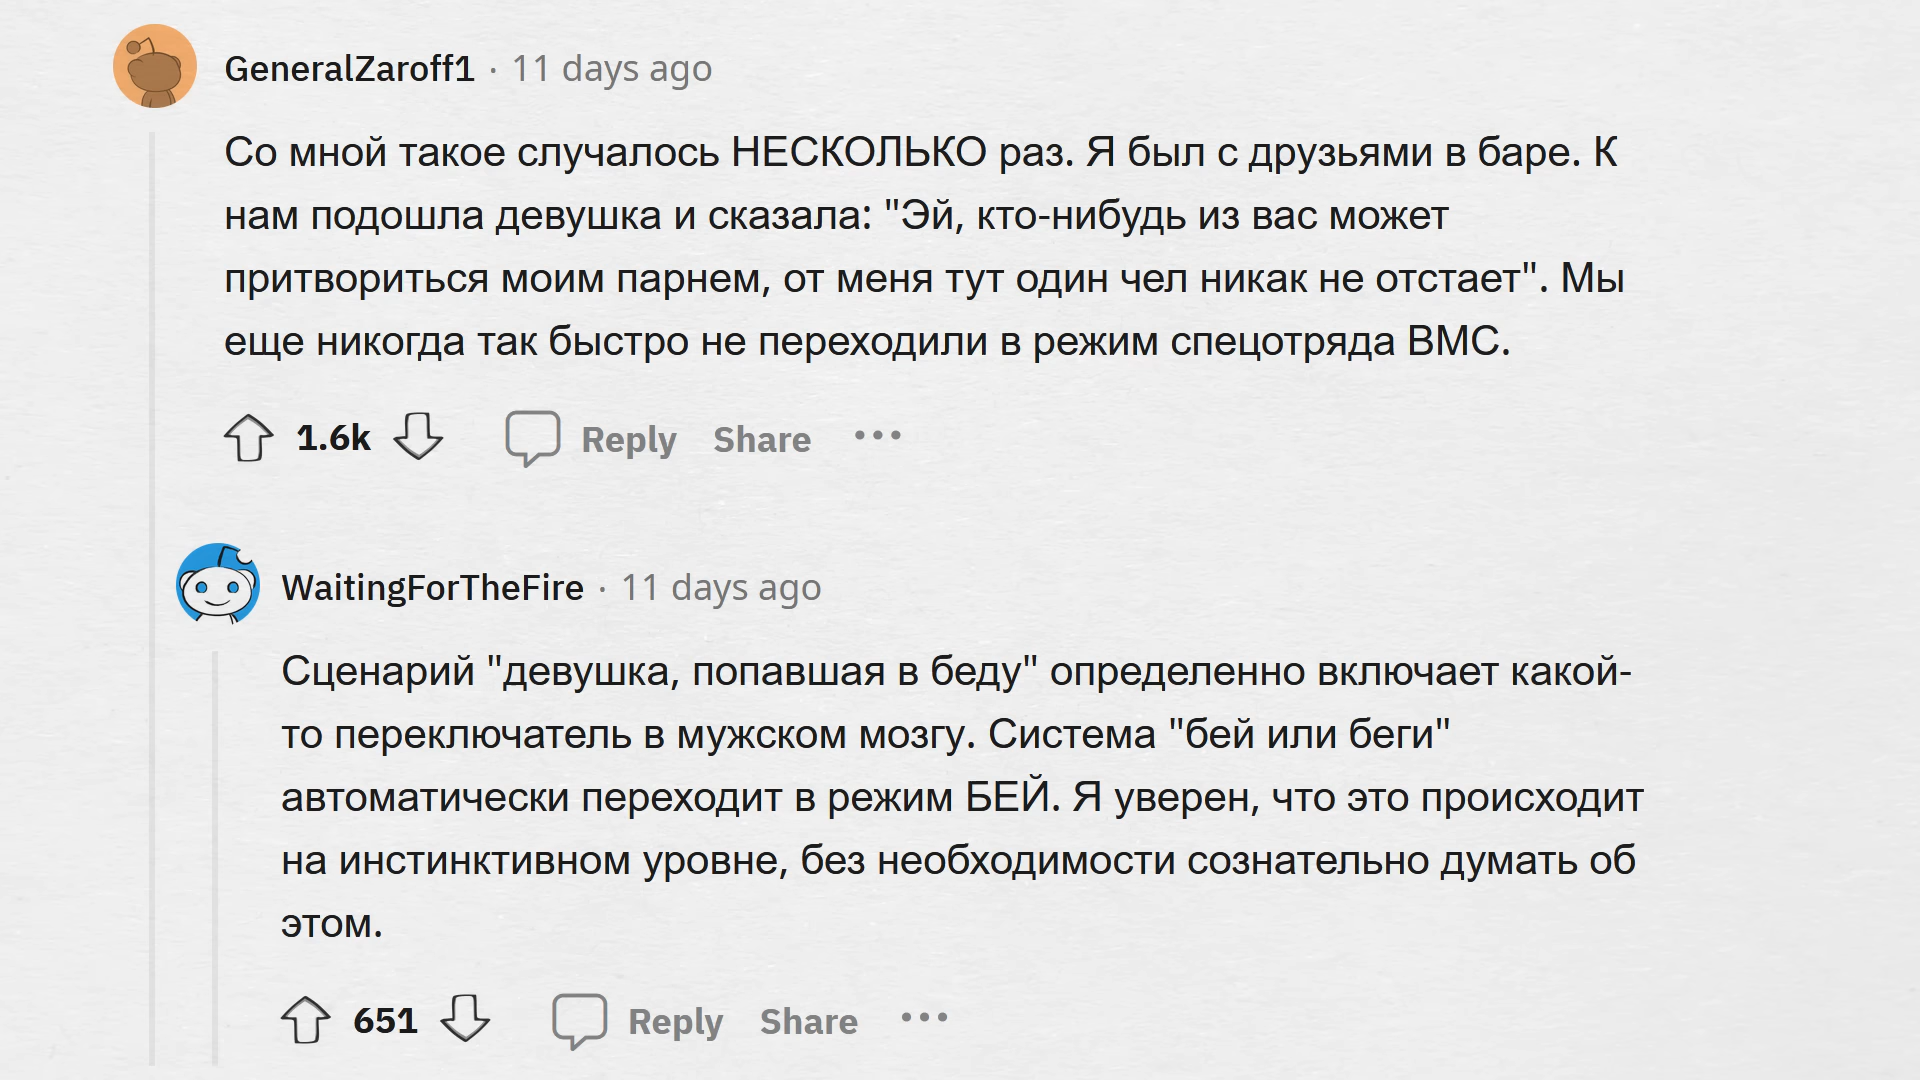 GeneralZaroff1 · 11 days ago
Со мной такое случалось НЕСКОЛЬКО раз. Я был с друзьями в баре. К
нам подошла девушка и сказала: "Эй, кто-нибудь из вас может
притвориться моим парнем, от меня тут один чел никак не отстает". Мы
еще никогда так быстро не переходили в режим спецотряда ВМС.
1.6k Reply Share •••
WaitingForTheFire · 11 days ago
Сценарий "девушка, попавшая в беду" определенно включает какой-
то переключатель в мужском мозгу. Система "бей или беги"
автоматически переходит в режим БЕЙ. Я уверен, что это происходит
на инстинктивном уровне, без необходимости сознательно думать об
этом.
651 Reply Share •••